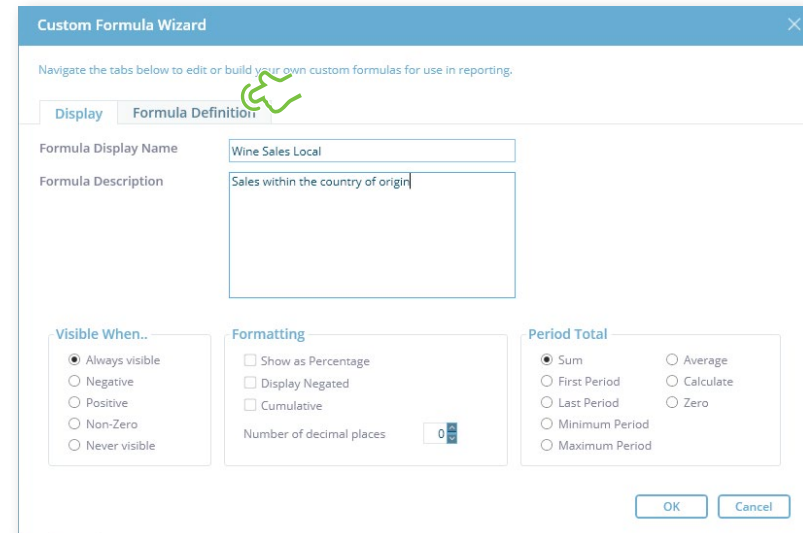 Custom Formula Wizard
Navigate the tabs below to edit or build your own custom formulas for use in reporting.
Display Formula Definition
Formula Display Name Wine Sales Local
Formula Description Sales within the country of origin
Visible When.. Formatting Period Total
Always visible Show as Percentage Sum Average
Negative Display Negated First Period Calculate
Positive Cumulative Last Period Zero
Non-Zero Number of decimal places 0 Minimum Period
Never visible Maximum Period
OK Cancel